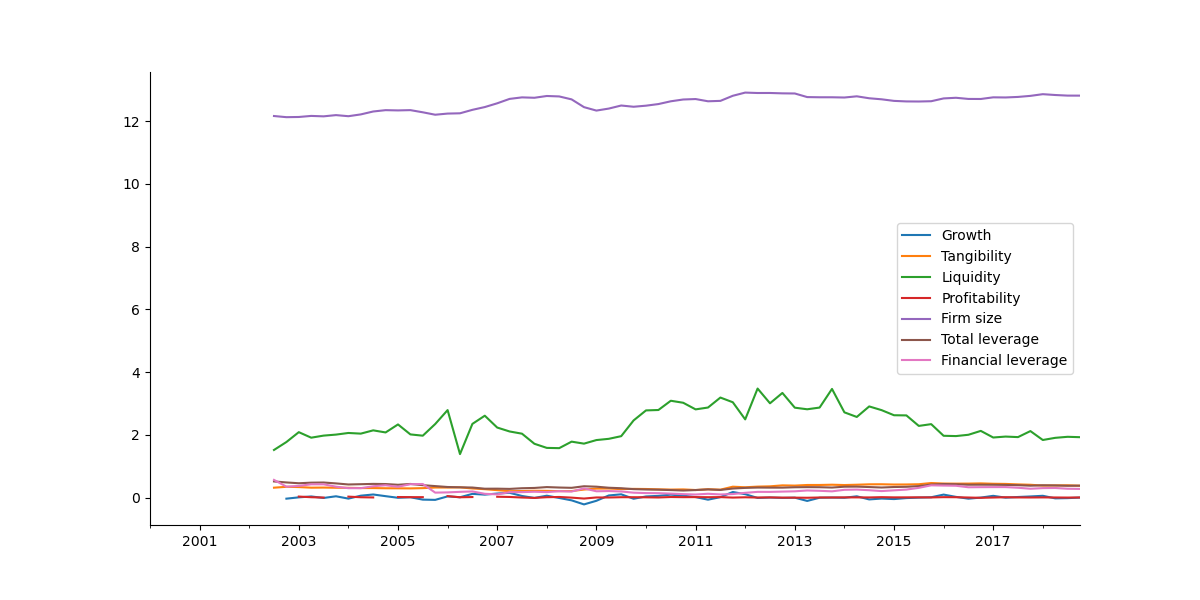 12
10
8
6
4
2
0
Growth
Tangibility
Liquidity
Profitability
Firm size
Total leverage
Financial leverage
2001 2003 2005 2007 2009 2011 2013 2015 2017